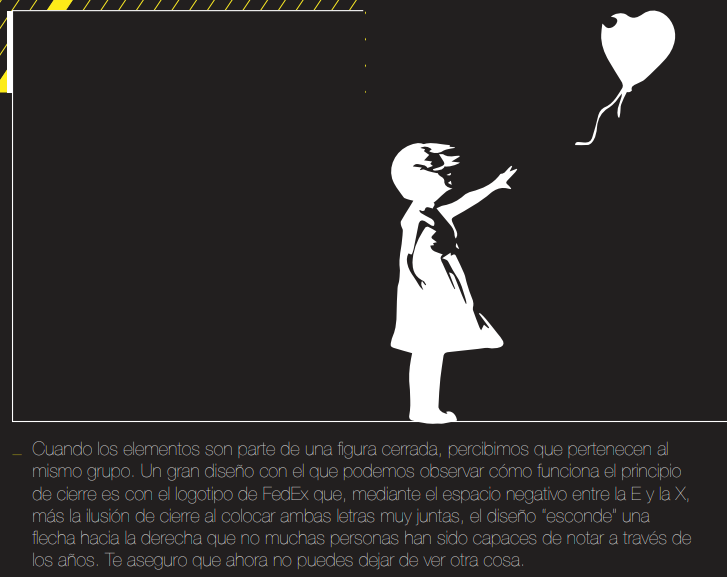 _ Cuando los elementos son parte de una figura cerrada, percibimos que pertenecen al
mismo grupo. Un gran diseño con el que podemos observar cómo funciona el principio
de cierre es con el logotipo de FedEx que, mediante el espacio negativo entre la E y la X,
más la ilusión de cierre al colocar ambas letras muy juntas, el diseño "esconde" una
flecha hacia la derecha que no muchas personas han sido capaces de notar a través de
los años. Te aseguro que ahora no puedes dejar de ver otra cosa.